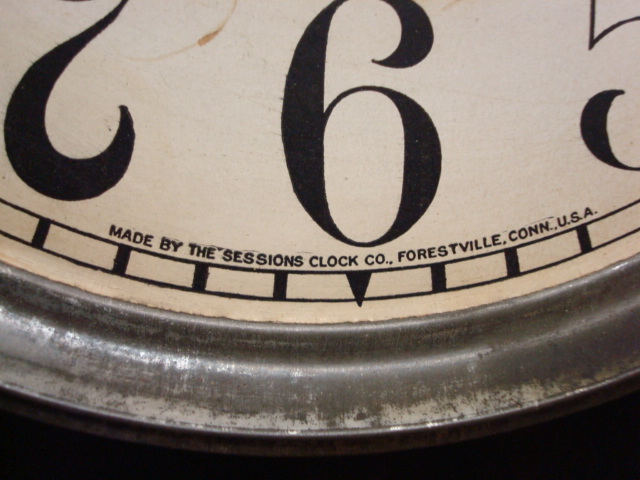 7 6 5
MADE BY THE SESSIONS CLOCK CO., FORESTVILLE, CONN., U.S.A.